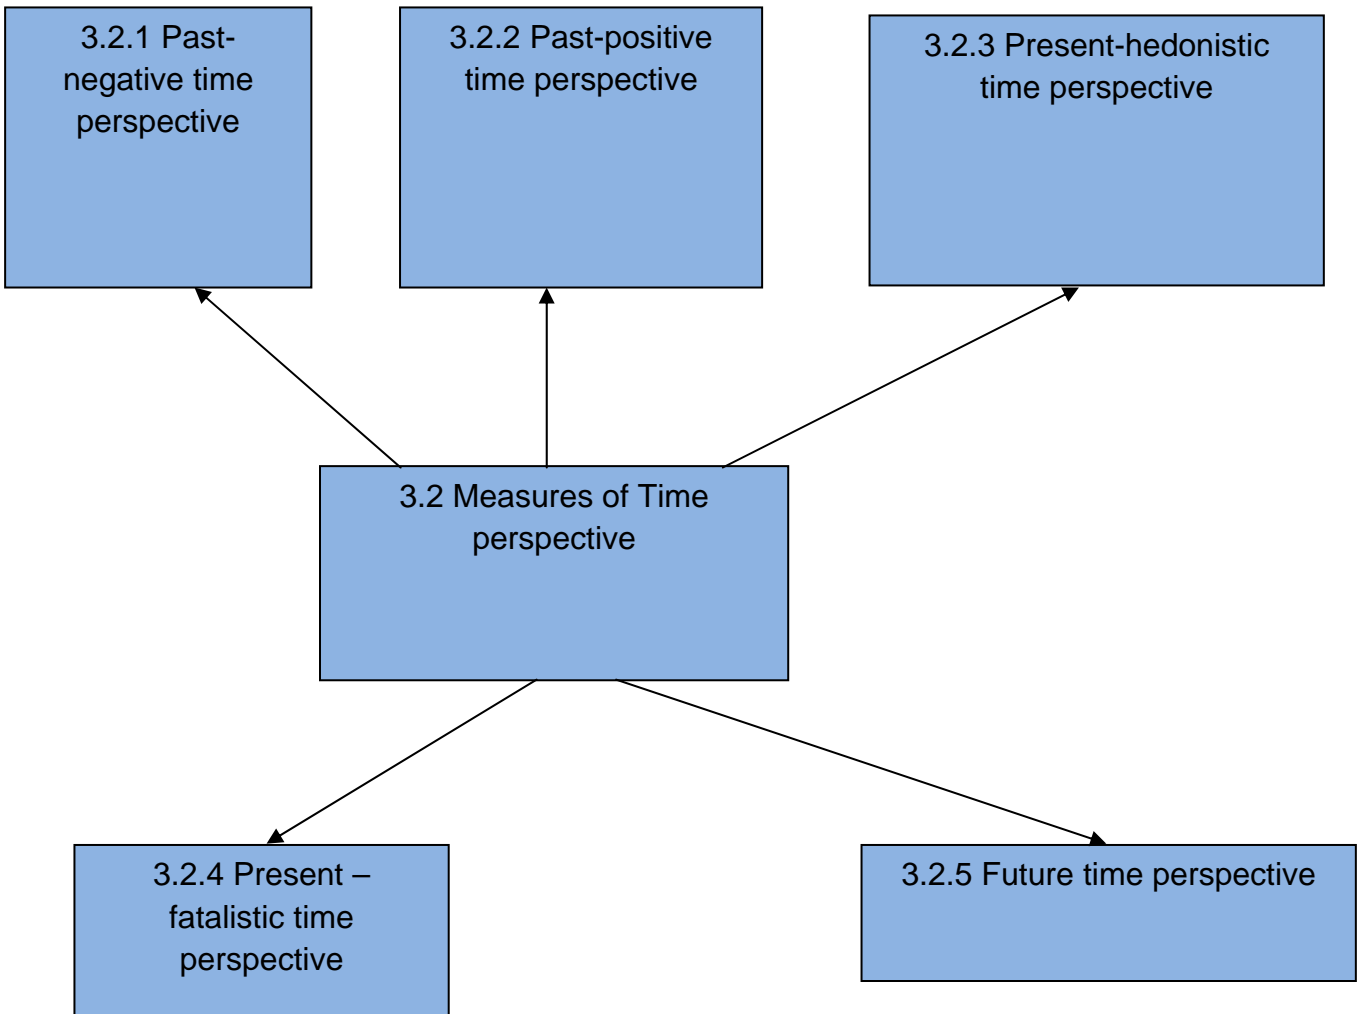 3.2.1 Past-
negative time
perspective
3.2.2 Past-positive
time perspective
3.2.3 Present-hedonistic
time perspective
3.2 Measures of Time
perspective
3.2.4 Present –
fatalistic time
perspective
3.2.5 Future time perspective